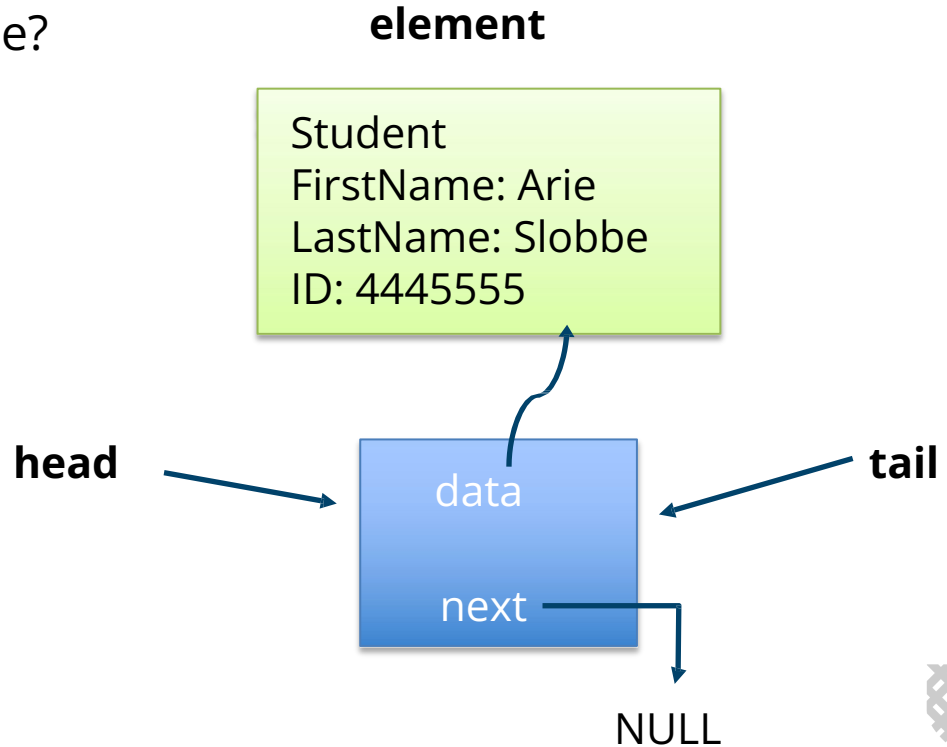 e?
element
Student
FirstName: Arie
LastName: Slobbe
ID: 4445555
head
tail
data
next
NULL